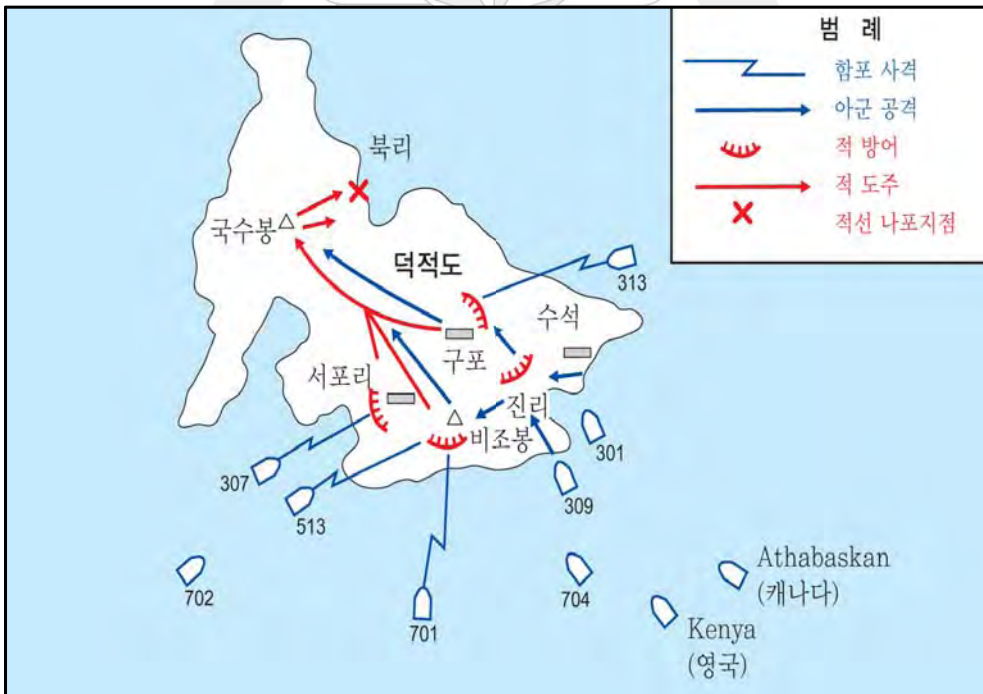 범 례
함포 사격
아군 공격
적 방어
적 도주
적선 나포지점
북리
국수봉
덕적도
313
수석
구포
서포리
진리
비조봉
301
307
309
513
702
701
704
Athabaskan
(캐나다)
Kenya
(영국)